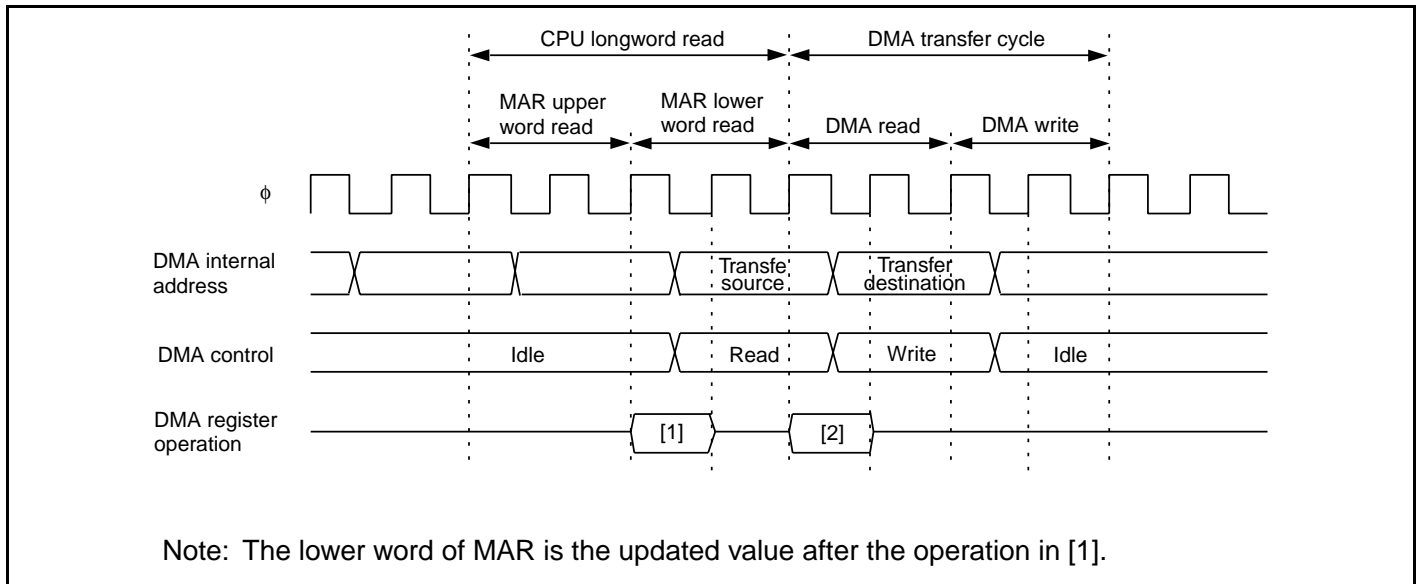 CPU longword read DMA transfer cycle
MAR upper
word read
MAR lower
word read
DMA read DMA write
ϕ
DMA internal
address
Transfe
source
Transfer
destination
DMA control Idle Read Write Idle
DMA register
operation
[1] [2]
Note: The lower word of MAR is the updated value after the operation in [1].